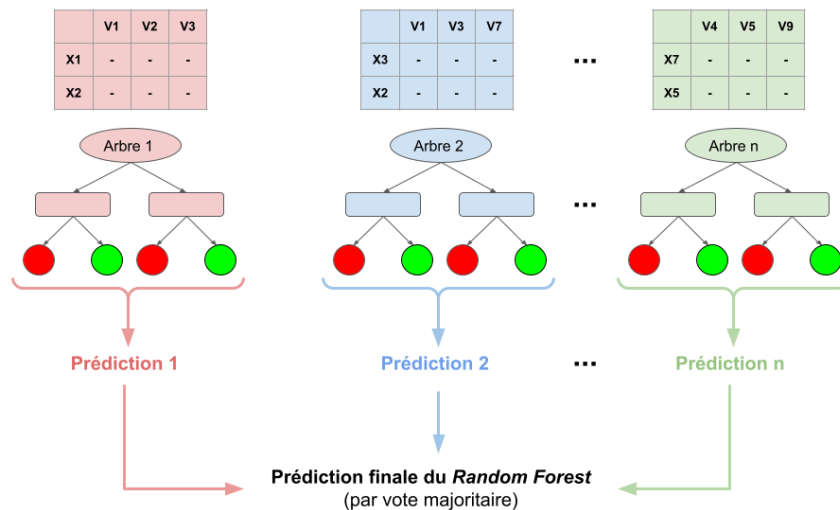 V1 V2 V3
X1 - - -
X2 - - -
V1 V3 V7
X3 - - -
X2 - - -
...
V4 V5 V9
X7 - - -
X5 - - -
Arbre 1
Arbre 2
Arbre n
...
Prédiction 1
Prédiction 2
...
Prédiction n
Prédiction finale du Random Forest
(par vote majoritaire)